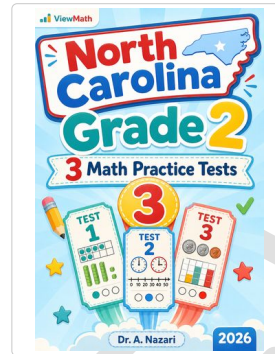 ViewMath
North
Carolina
Grade 2
3 Math Practice Tests
3
TEST
1
TEST
2
TEST
3
0 10 20 30 40 50
Dr. A. Nazari
2026